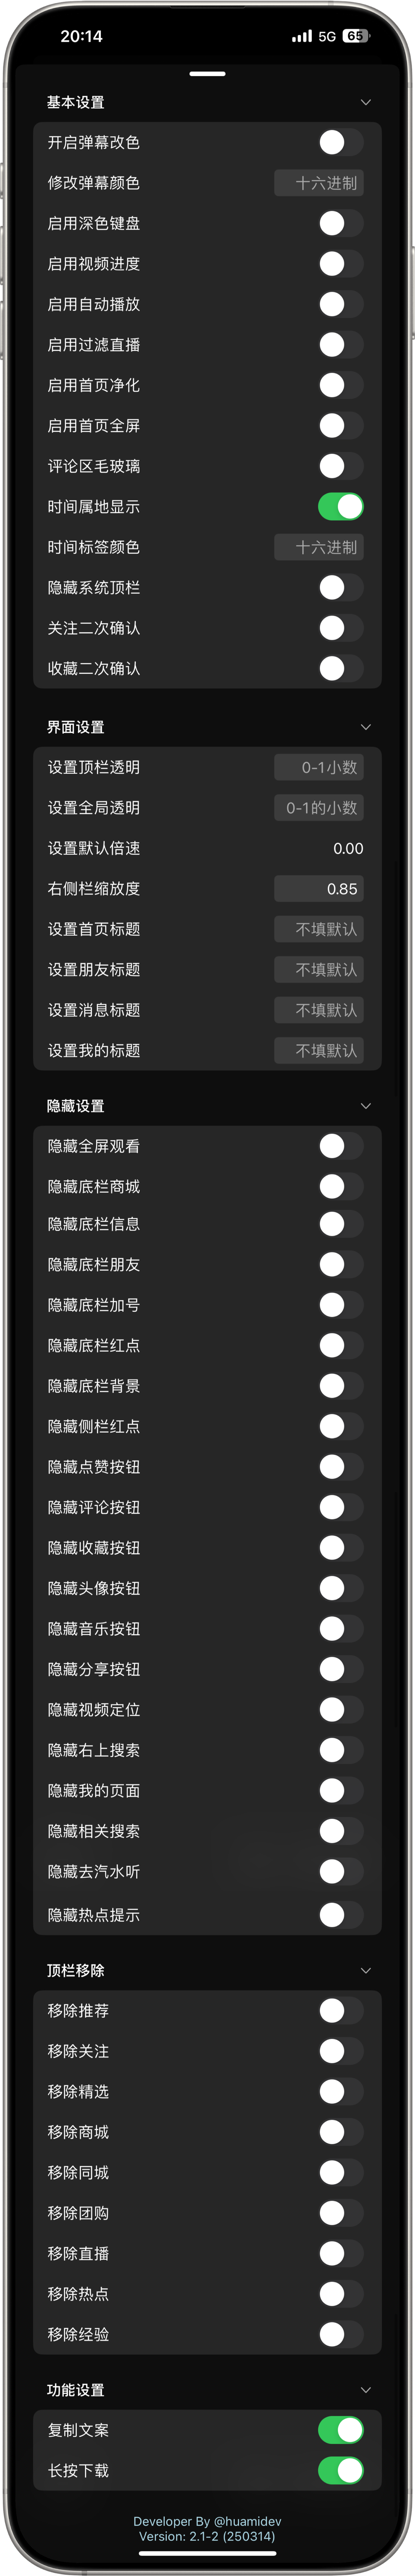 20:14 5G 65
基本设置
开启弹幕改色
修改弹幕颜色 十六进制
启用深色键盘
启用视频进度
启用自动播放
启用过滤直播
启用首页净化
启用首页全屏
评论区毛玻璃
时间属地显示
时间标签颜色 十六进制
隐藏系统顶栏
关注二次确认
收藏二次确认
界面设置
设置顶栏透明 0-1小数
设置全局透明 0-1的小数
设置默认倍速 0.00
右侧栏缩放度 0.85
设置首页标题 不填默认
设置朋友标题 不填默认
设置消息标题 不填默认
设置我的标题 不填默认
隐藏设置
隐藏全屏观看
隐藏底栏商城
隐藏底栏信息
隐藏底栏朋友
隐藏底栏加号
隐藏底栏红点
隐藏底栏背景
隐藏侧栏红点
隐藏点赞按钮
隐藏评论按钮
隐藏收藏按钮
隐藏头像按钮
隐藏音乐按钮
隐藏分享按钮
隐藏视频定位
隐藏右上搜索
隐藏我的页面
隐藏相关搜索
隐藏去汽水听
隐藏热点提示
顶栏移除
移除推荐
移除关注
移除精选
移除商城
移除同城
移除团购
移除直播
移除热点
移除经验
功能设置
复制文案
长按下载
Developer By @huamidev
Version: 2.1-2 (250314)